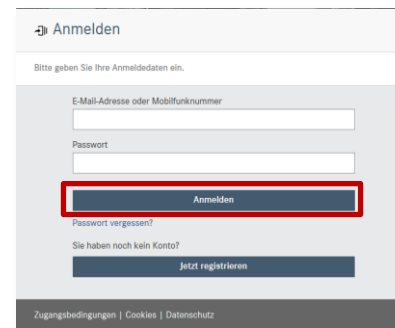 Anmelden
Bitte geben Sie Ihre Anmeldedaten ein.
E-Mail-Adresse oder Mobilfunknummer
Passwort
Anmelden
Passwort vergessen?
Sie haben noch kein Konto?
Jetzt registrieren
Zugangsbedingungen | Cookies | Datenschutz